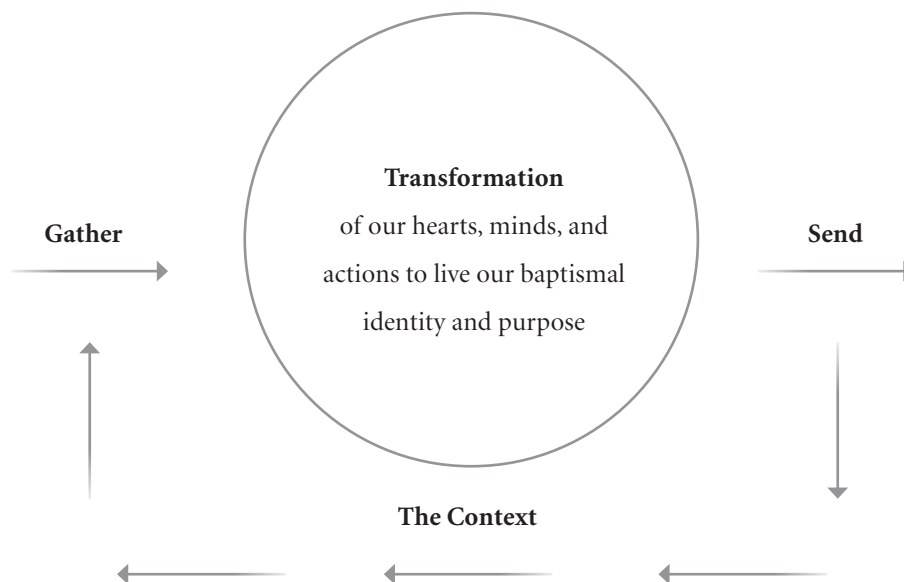 Transformation
of our hearts, minds, and
actions to live our baptismal
identity and purpose
Gather
Send
The Context